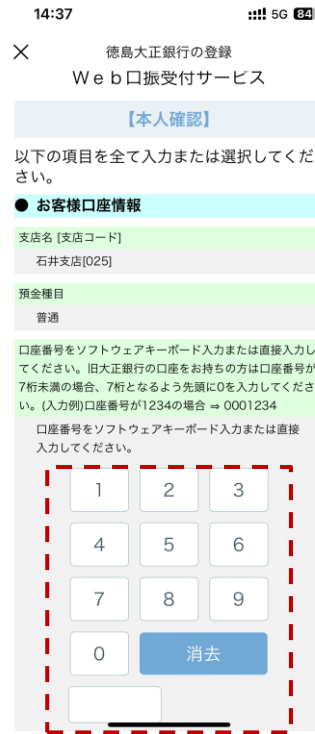 14:37
5G 84
徳島大正銀行の登録
Ｗｅｂ口振受付サービス
【本人確認】
以下の項目を全て入力または選択してくだ
さい。
● お客様口座情報
支店名 [支店コード]
石井支店[025]
預金種目
普通
口座番号をソフトウェアキーボード入力または直接入力し
てください。旧大正銀行の口座をお持ちの方は口座番号が
7桁未満の場合、7桁となるよう先頭に0を入力してくださ
い。(入力例)口座番号が1234の場合 ⇒ 0001234
口座番号をソフトウェアキーボード入力または直接
入力してください。
1 2 3
4 5 6
7 8 9
0 消去